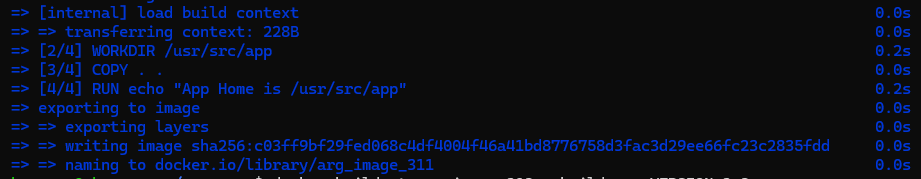 => [internal] load build context 0.0s
=> => transferring context: 228B 0.0s
=> [2/4] WORKDIR /usr/src/app 0.2s
=> [3/4] COPY . . 0.0s
=> [4/4] RUN echo "App Home is /usr/src/app" 0.2s
=> exporting to image 0.0s
=> => exporting layers 0.0s
=> => writing image sha256:c03ff9bf29fed068c4df4004f46a41bd8776758d3fac3d29ee66fc23c2835fdd 0.0s
=> => naming to docker.io/library/arg_image_311 0.0s